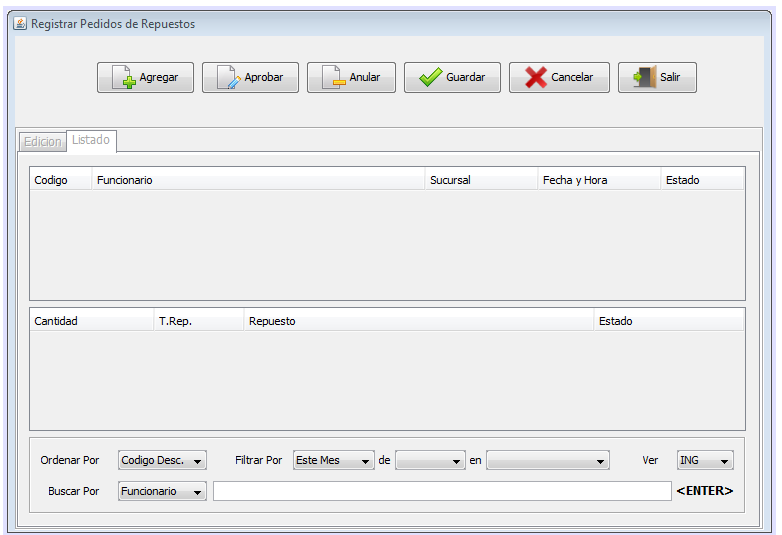 Registrar Pedidos de Repuestos
Agregar Aprobar Anular Guardar Cancelar Salir
Edicion Listado
Codigo Funcionario Sucursal Fecha y Hora Estado
Cantidad T.Rep. Repuesto Estado
Ordenar Por Codigo Desc. Filtrar Por Este Mes de en Ver ING
Buscar Por Funcionario <ENTER>